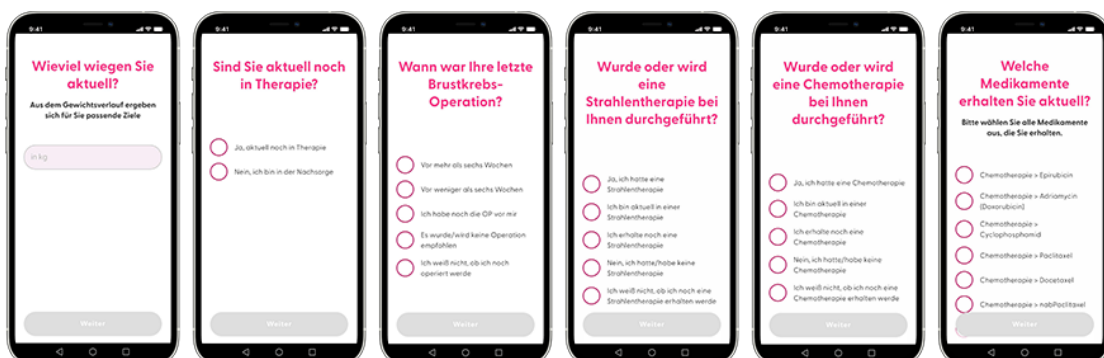 9:41
Wieviel wiegen Sie
aktuell?
Aus dem Gewichtsverlauf ergeben
sich für Sie passende Ziele
in kg
Weiter
9:41
Sind Sie aktuell noch
in Therapie?
Ja, aktuell noch in Therapie
Nein, ich bin in der Nachsorge
Weiter
9:41
Wann war Ihre letzte
Brustkrebs-
Operation?
Vor mehr als sechs Wochen
Vor weniger als sechs Wochen
Ich habe noch die OP vor mir
Es wurde/wird keine Operation
empfohlen
Ich weiß nicht, ob ich noch
operiert werde
Weiter
9:41
Wurde oder wird
eine
Strahlentherapie bei
Ihnen durchgeführt?
Ja, ich hatte eine
Strahlentherapie
Ich bin aktuell in einer
Strahlentherapie
Ich erhalte noch eine
Strahlentherapie
Nein, ich hatte/habe keine
Strahlentherapie
Ich weiß nicht, ob ich noch eine
Strahlentherapie erhalten werde
Weiter
9:41
Wurde oder wird
eine Chemotherapie
bei Ihnen
durchgeführt?
Ja, ich hatte eine Chemotherapie
Ich bin aktuell in einer
Chemotherapie
Ich erhalte noch eine
Chemotherapie
Nein, ich hatte/habe keine
Chemotherapie
Ich weiß nicht, ob ich noch eine
Chemotherapie erhalten werde
Weiter
9:41
Welche
Medikamente
erhalten Sie aktuell?
Bitte wählen Sie alle Medikamente
aus, die Sie erhalten.
Chemotherapie > Epirubicin
Chemotherapie > Adriamycin
(Doxorubicin)
Chemotherapie >
Cyclophosphamid
Chemotherapie > Paclitaxel
Chemotherapie > Docetaxel
Chemotherapie > nabPaclitaxel
Weiter